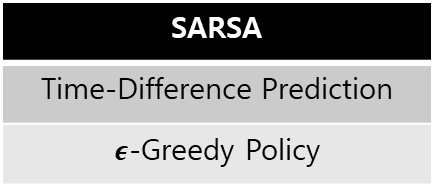 SARSA
Time-Difference Prediction
ϵ-Greedy Policy